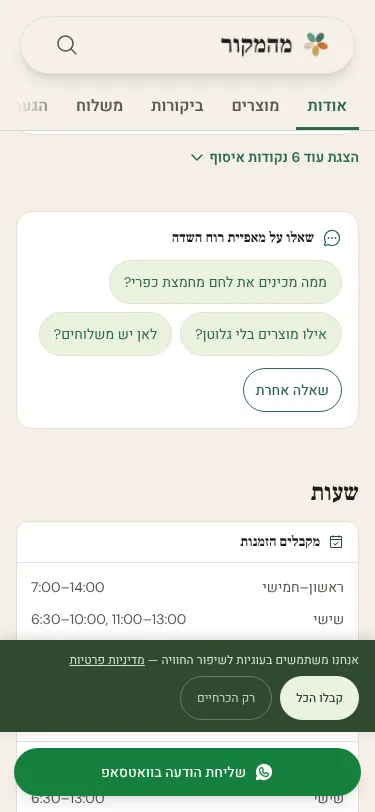 מהמקור
אודות מוצרים ביקורות משלוח הגעה
הצגת עוד 6 נקודות איסוף
שאלו על מאפיית רוח השדה
ממה מכינים את לחם מחמצת כפרי?
אילו מוצרים בלי גלוטן? לאן יש משלוחים?
שאלה אחרת
שעות
מקבלים הזמנות
ראשון–חמישי 7:00–14:00
שישי 6:30–10:00, 11:00–13:00
אנחנו משתמשים בעוגיות לשיפור החוויה — מדיניות פרטיות
קבלו הכל רק הכרחיים
שליחת הודעה בוואטסאפ
שישי 6:30–13:00